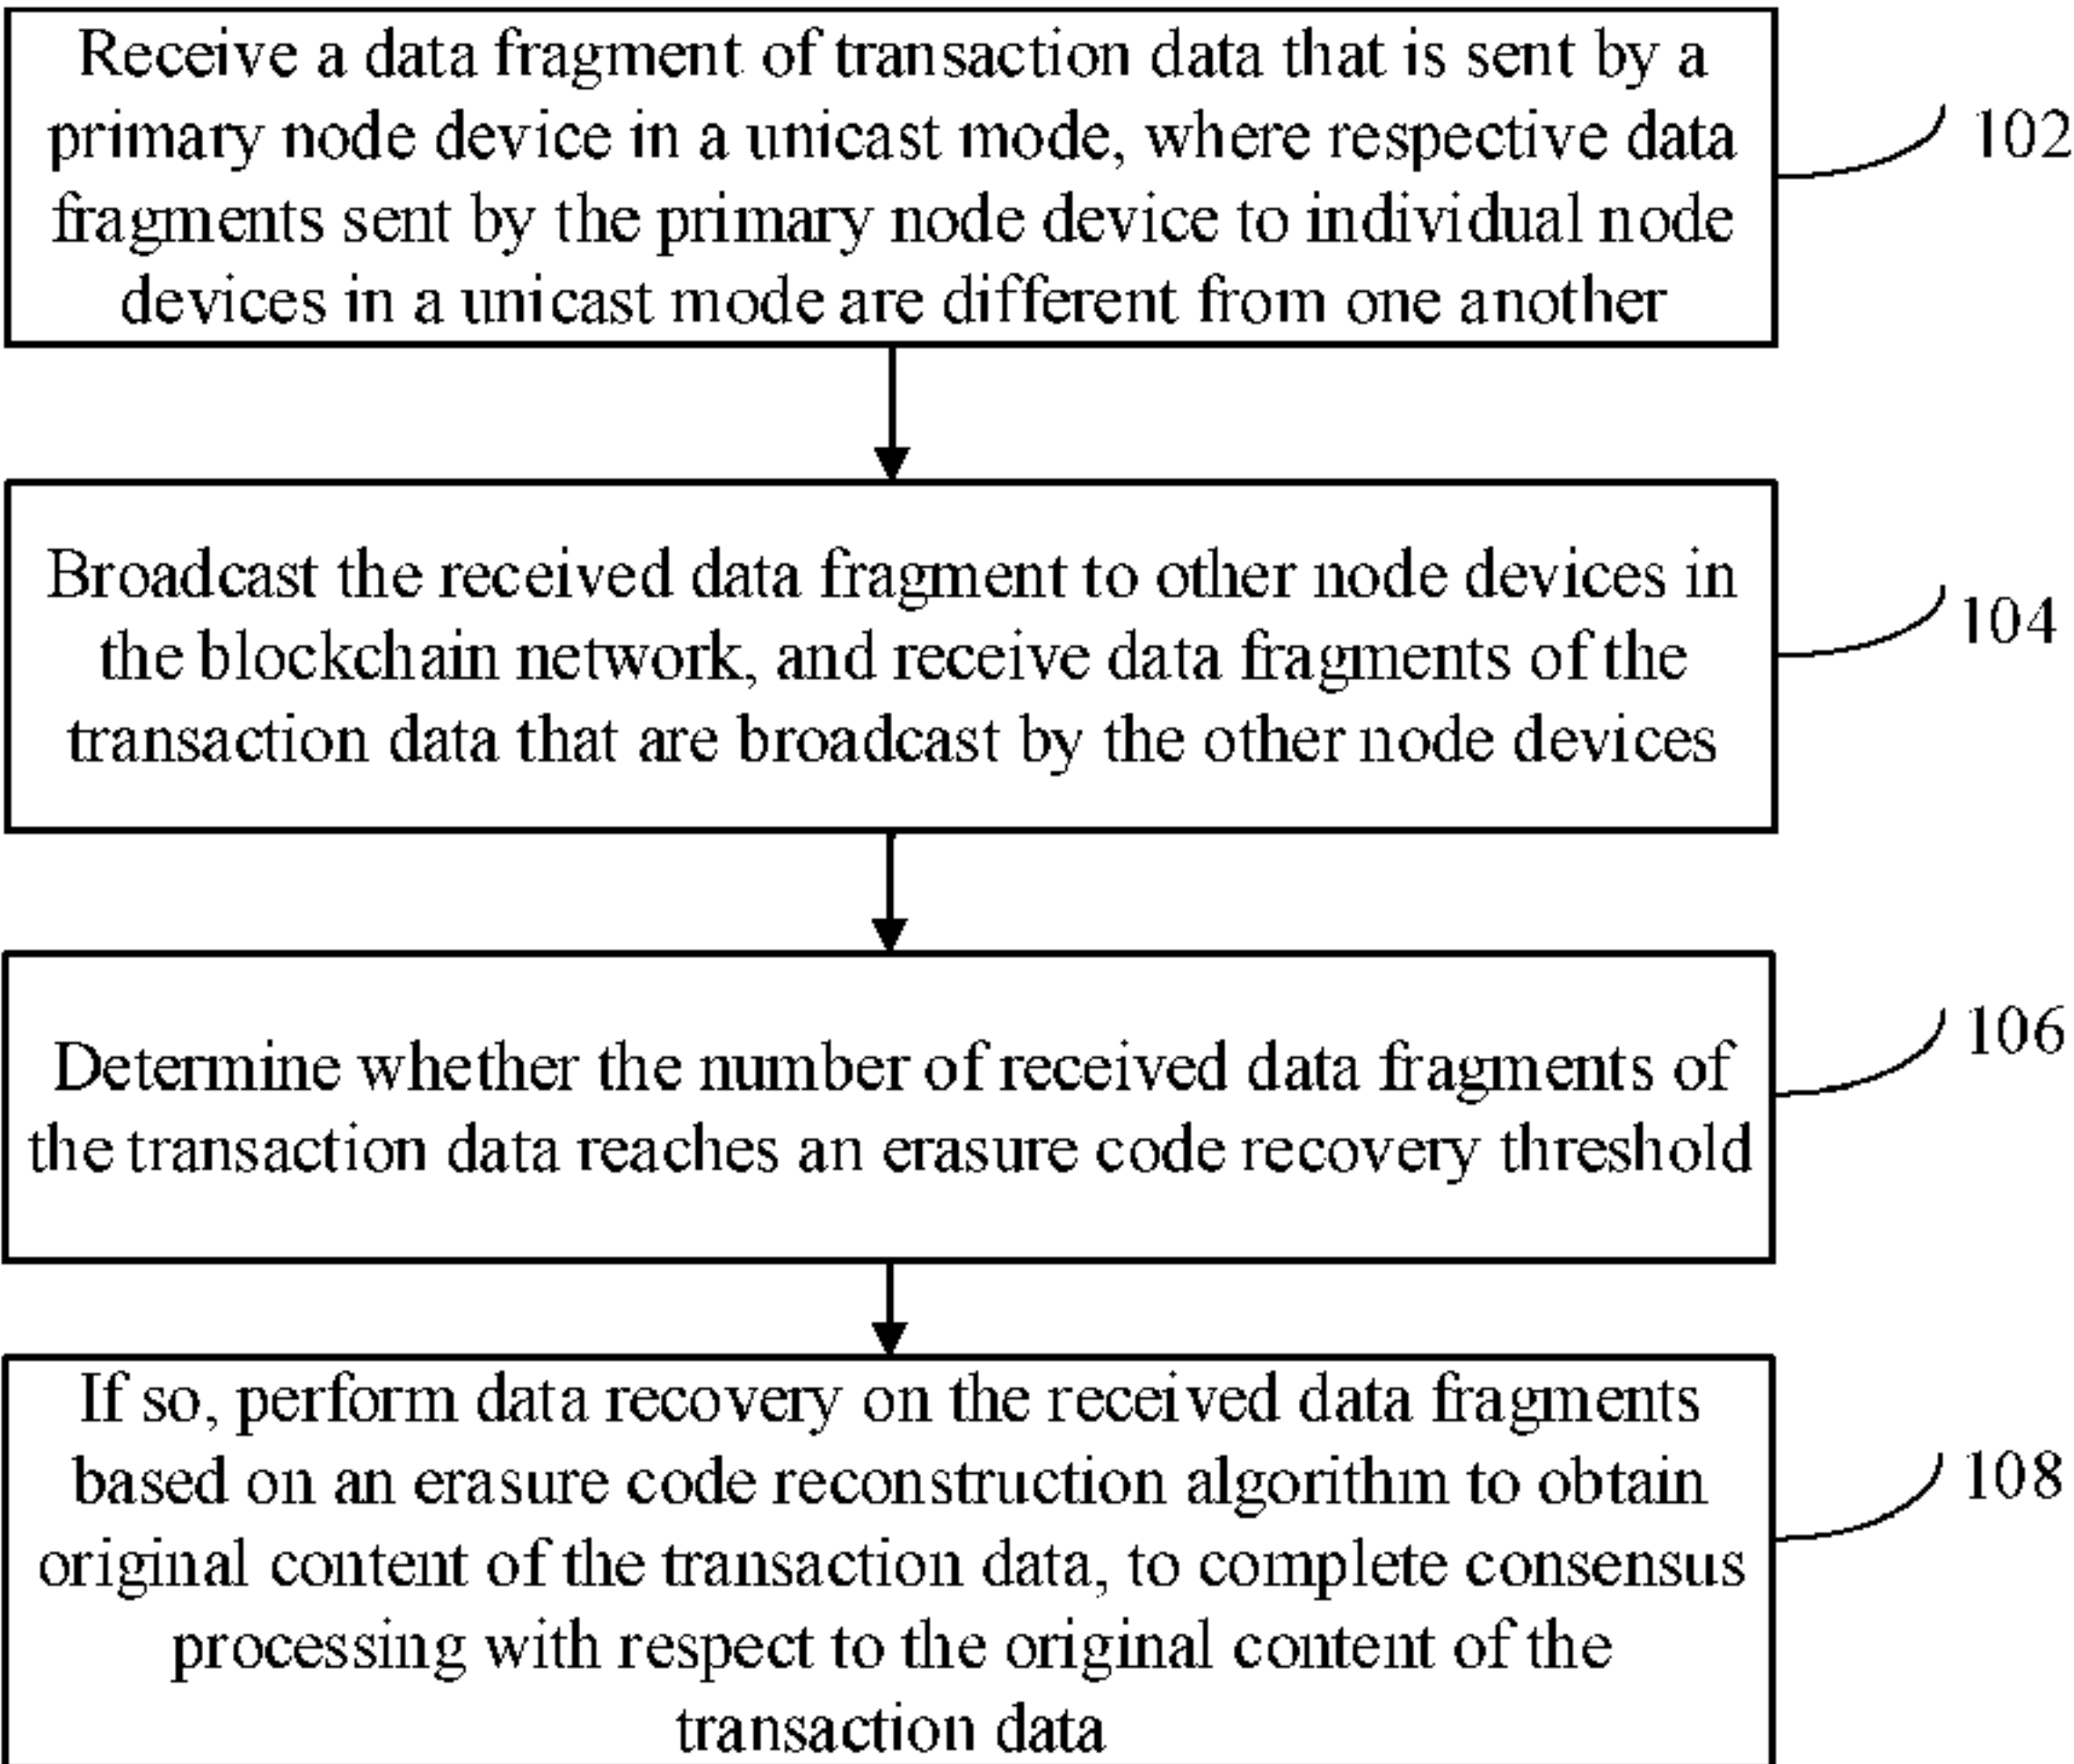 Receive a data fragment of transaction data that is sent by a
primary node device in a unicast mode, where respective data
fragments sent by the primary node device to individual node
devices in a unicast mode are different from one another
102
Broadcast the received data fragment to other node devices in
the blockchain network, and receive data fragments of the
transaction data that are broadcast by the other node devices
104
Determine whether the number of received data fragments of
the transaction data reaches an erasure code recovery threshold
106
If so, perform data recovery on the received data fragments
based on an erasure code reconstruction algorithm to obtain
original content of the transaction data, to complete consensus
processing with respect to the original content of the
transaction data
108